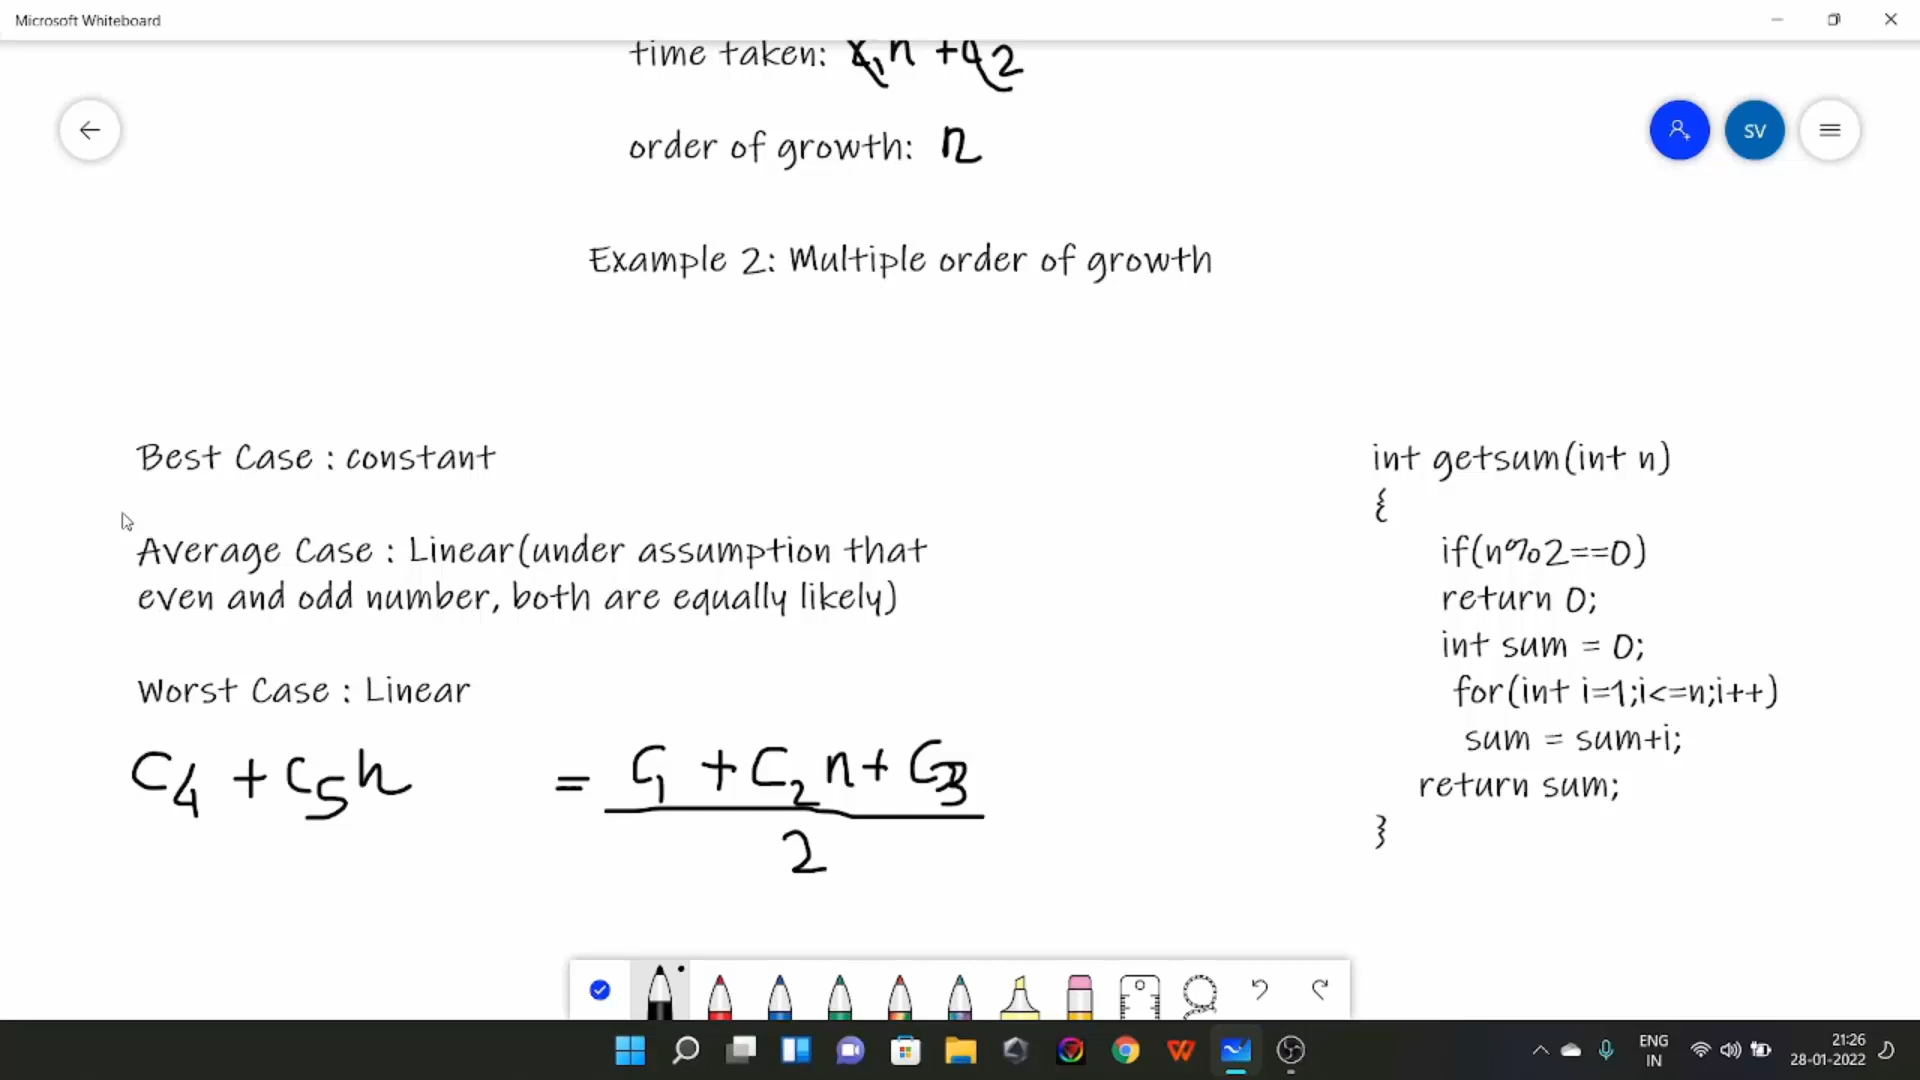 Microsoft Whiteboard
time taken: C₁n + C₂
order of growth: n
SV
Example 2: Multiple order of growth
Best Case : constant
Average Case : Linear(under assumption that
even and odd number, both are equally likely)
Worst Case : Linear
C₄ + C₅n = C₁ + C₂n + C₃
2
int getsum(int n)
{
if(n%2==0)
return 0;
int sum = 0;
for(int i=1;i<=n;i++)
sum = sum+i;
return sum;
}
ENG
IN
21:26
28-01-2022